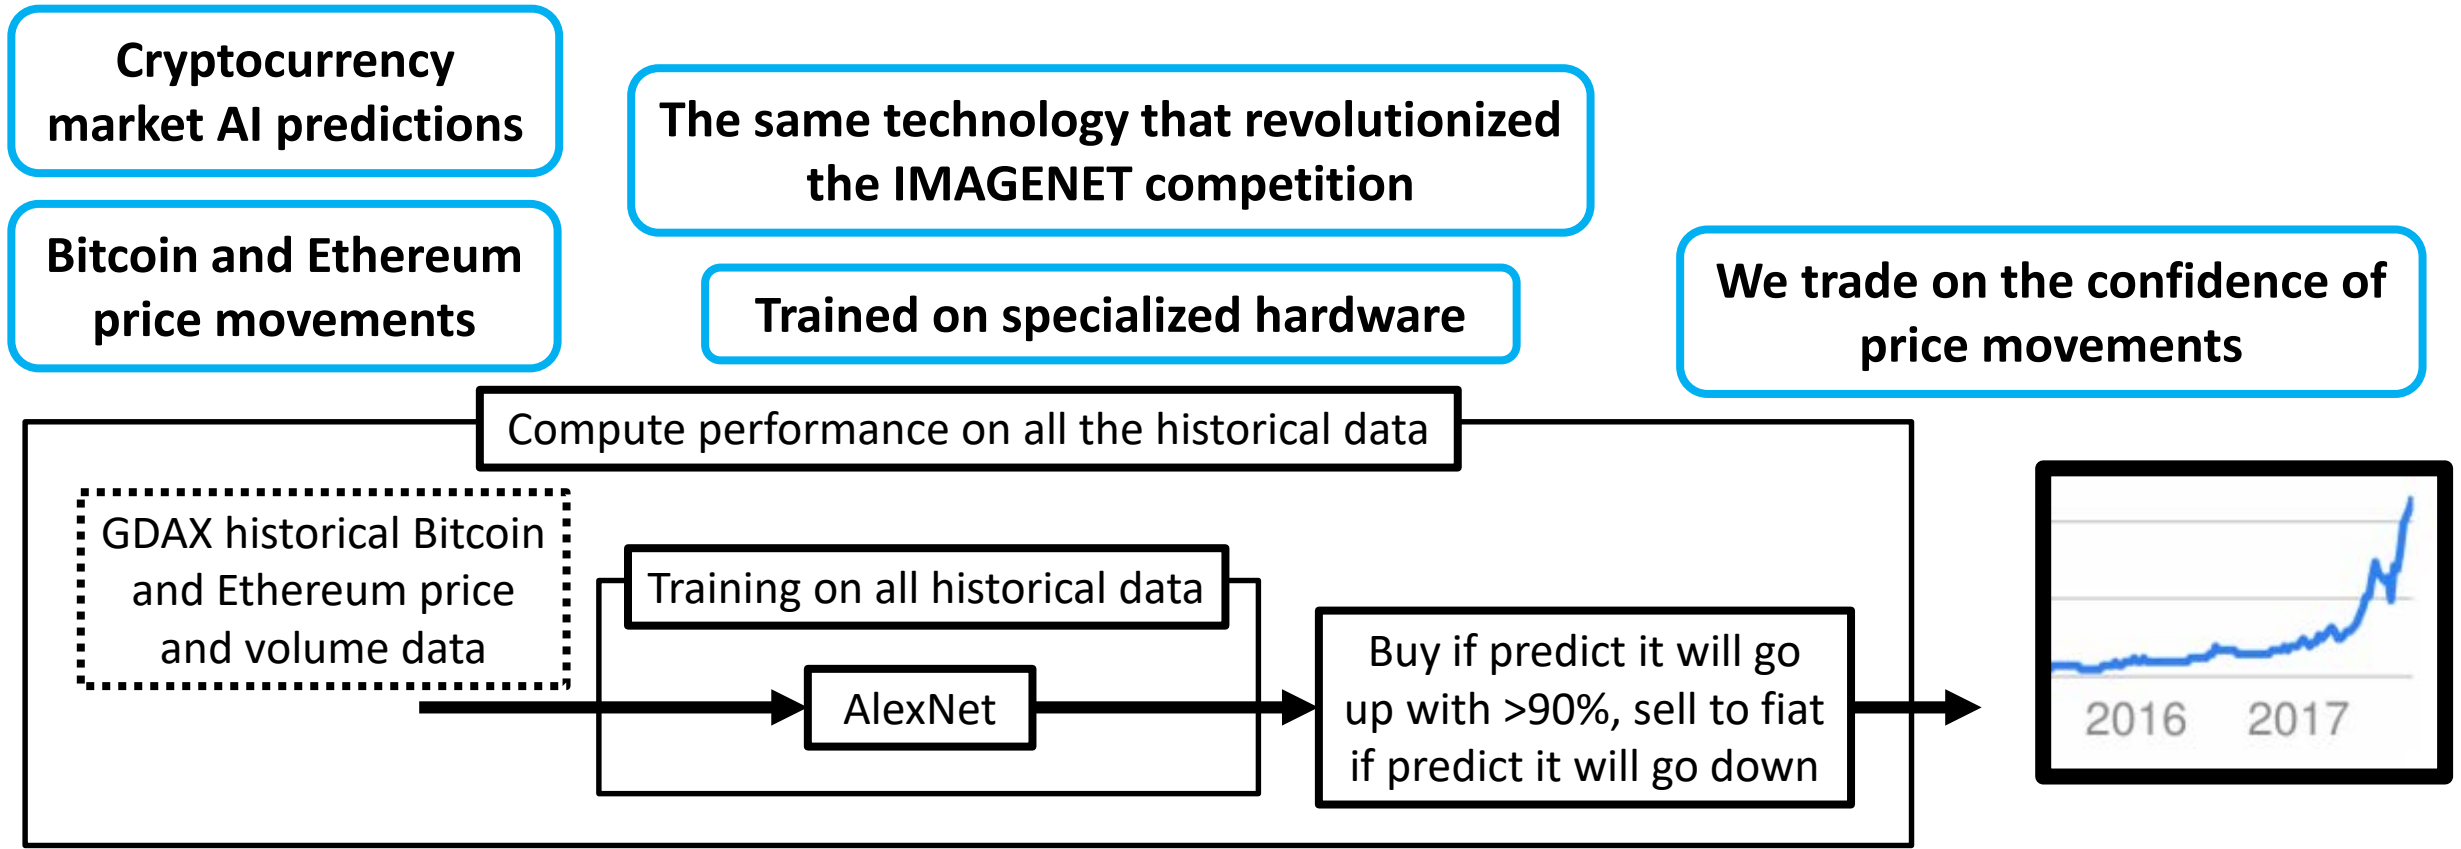 Cryptocurrency
market AI predictions
The same technology that revolutionized
the IMAGENET competition
Bitcoin and Ethereum
price movements
Trained on specialized hardware
We trade on the confidence of
price movements
Compute performance on all the historical data
GDAX historical Bitcoin
and Ethereum price
and volume data
Training on all historical data
AlexNet
Buy if predict it will go
up with >90%, sell to fiat
if predict it will go down
2016 2017